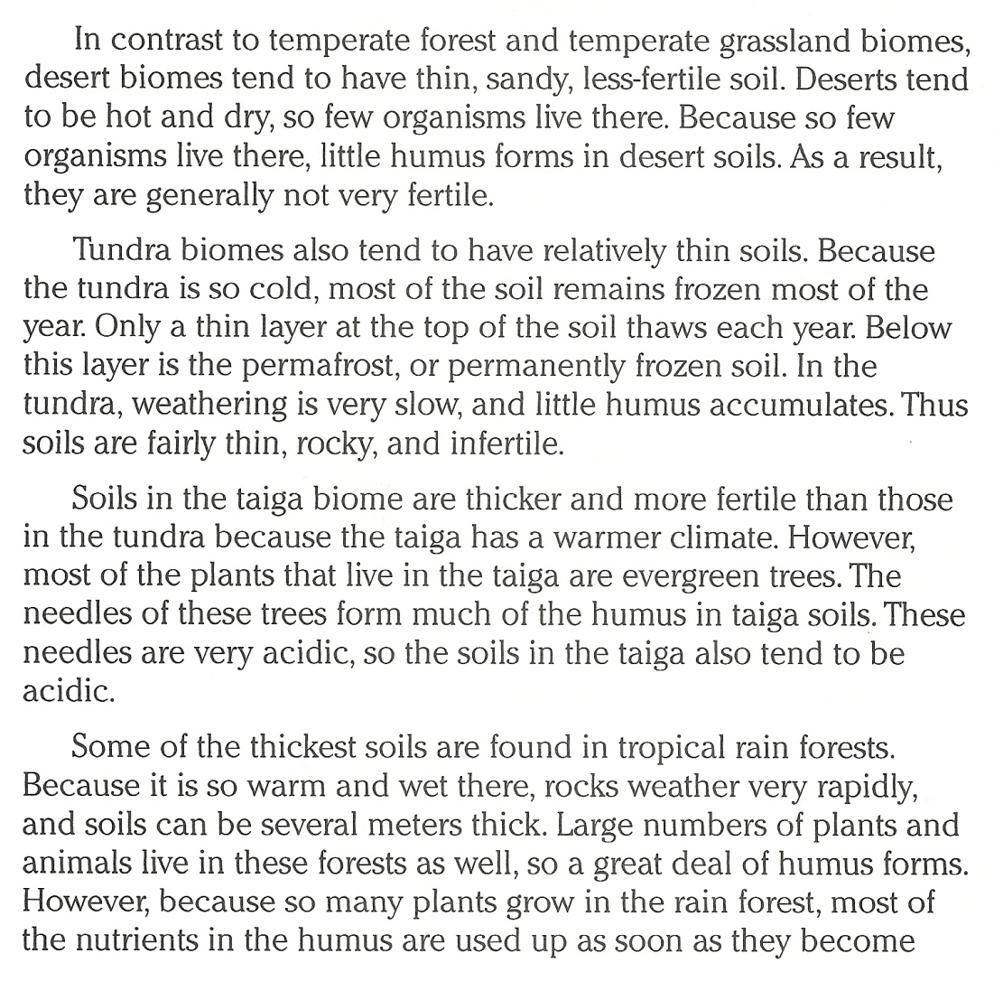 In contrast to temperate forest and temperate grassland biomes,
desert biomes tend to have thin, sandy, less-fertile soil. Deserts tend
to be hot and dry, so few organisms live there. Because so few
organisms live there, little humus forms in desert soils. As a result,
they are generally not very fertile.
Tundra biomes also tend to have relatively thin soils. Because
the tundra is so cold, most of the soil remains frozen most of the
year. Only a thin layer at the top of the soil thaws each year. Below
this layer is the permafrost, or permanently frozen soil. In the
tundra, weathering is very slow, and little humus accumulates. Thus
soils are fairly thin, rocky, and infertile.
Soils in the taiga biome are thicker and more fertile than those
in the tundra because the taiga has a warmer climate. However,
most of the plants that live in the taiga are evergreen trees. The
needles of these trees form much of the humus in taiga soils. These
needles are very acidic, so the soils in the taiga also tend to be
acidic.
Some of the thickest soils are found in tropical rain forests.
Because it is so warm and wet there, rocks weather very rapidly,
and soils can be several meters thick. Large numbers of plants and
animals live in these forests as well, so a great deal of humus forms.
However, because so many plants grow in the rain forest, most of
the nutrients in the humus are used up as soon as they become